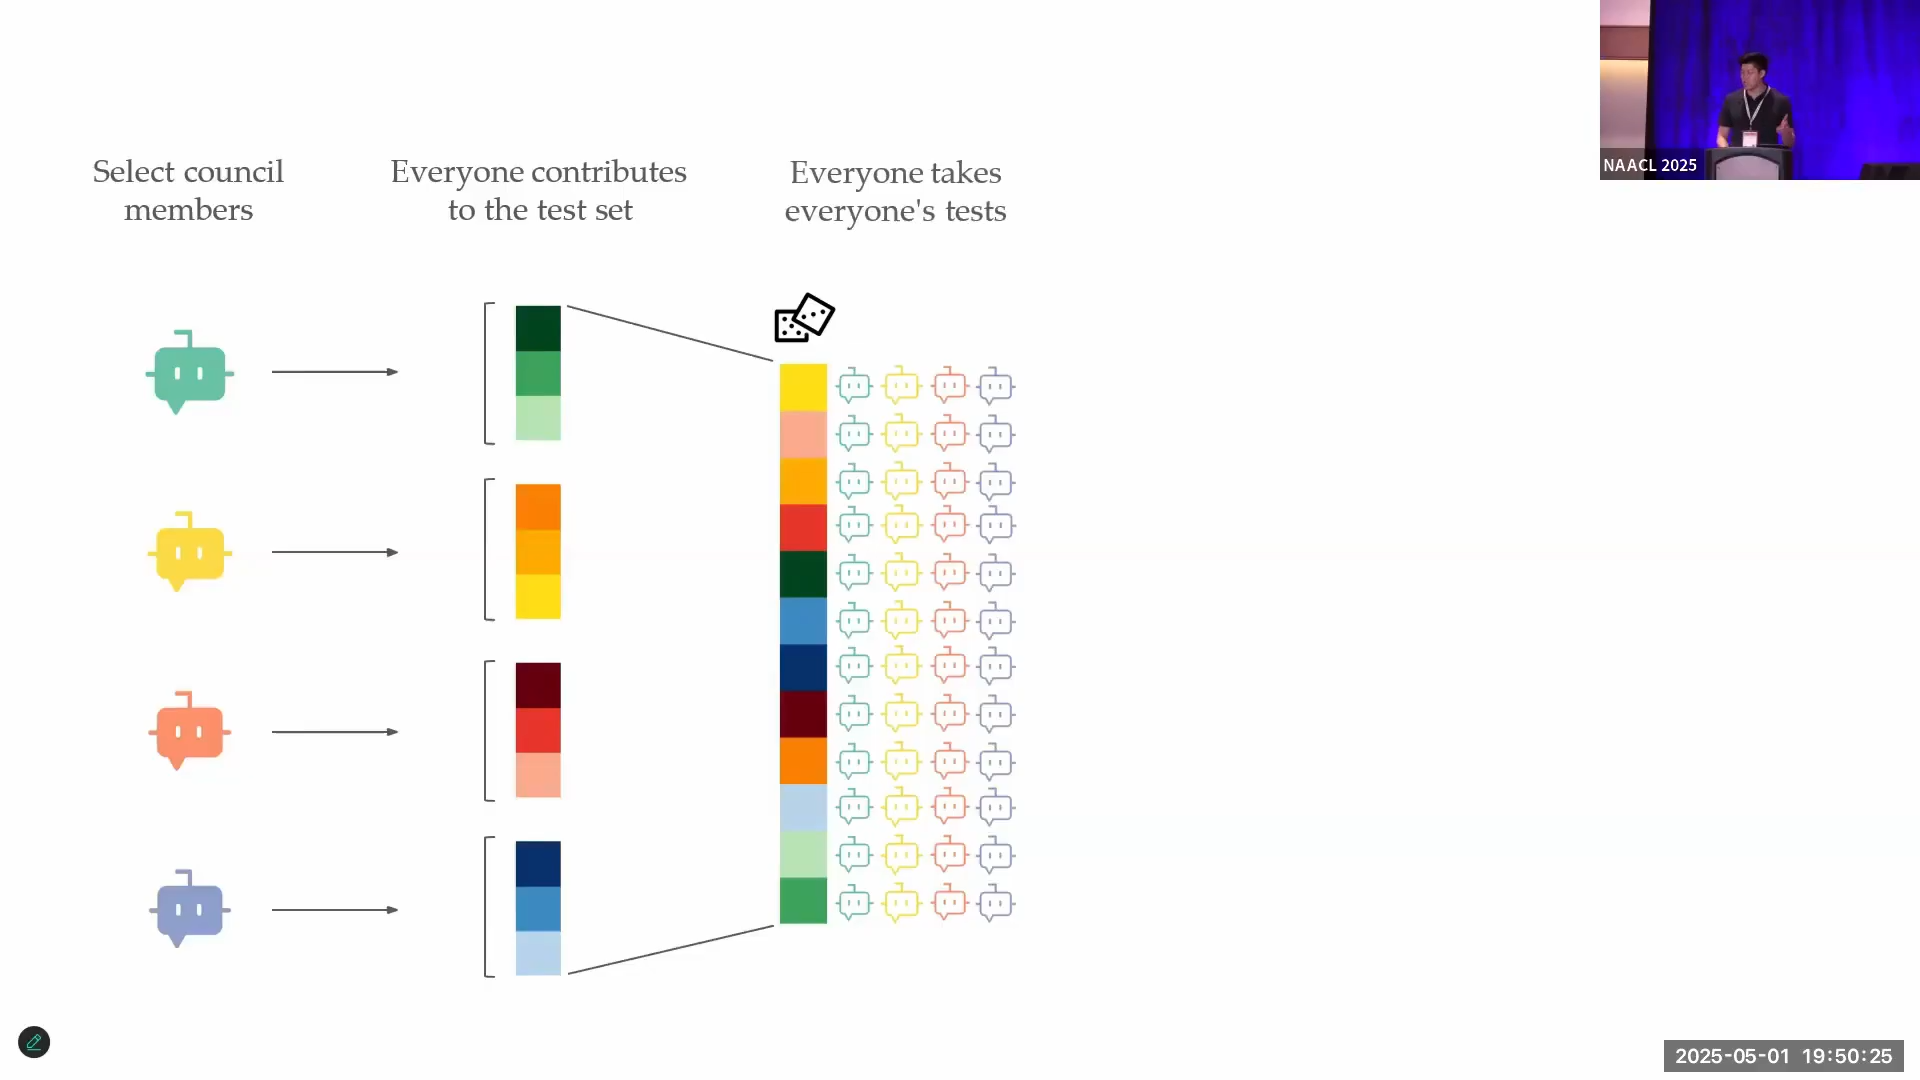 Select council
members
Everyone contributes
to the test set
Everyone takes
everyone's tests
NAACL 2025
2025-05-01 19:50:25